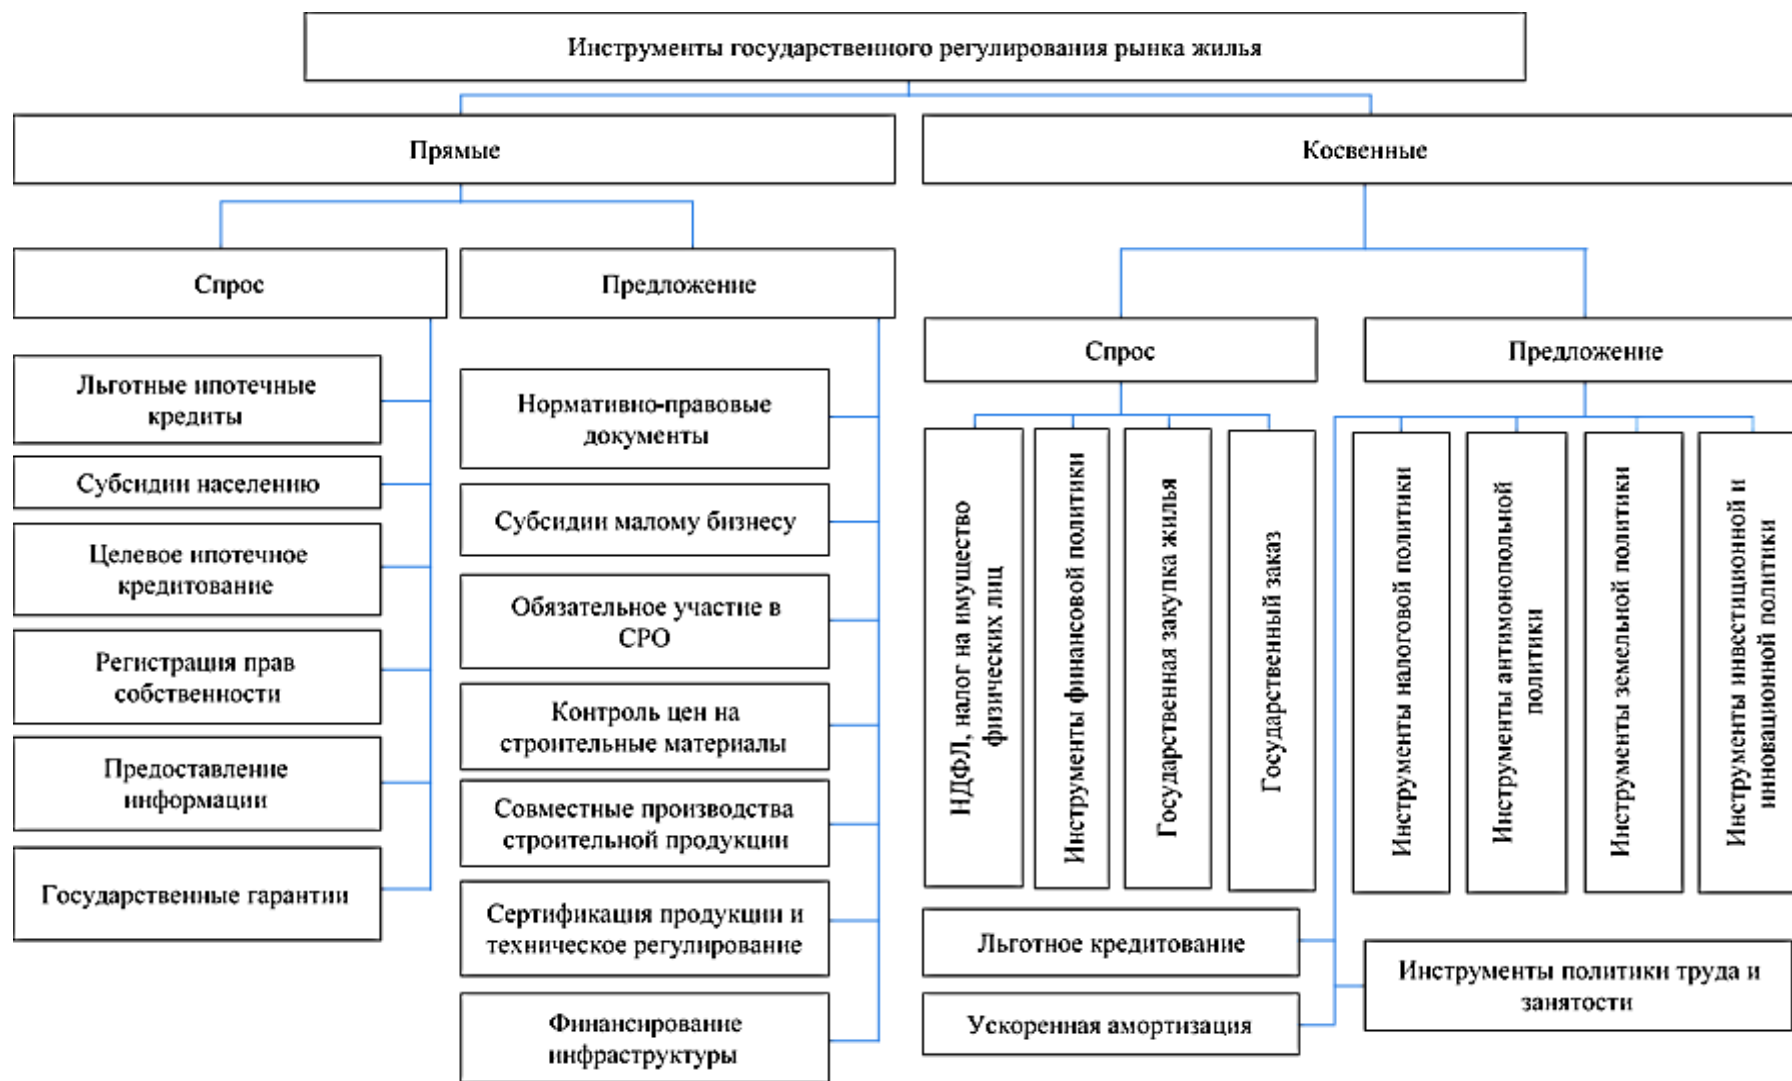 Инструменты государственного регулирования рынка жилья
Прямые
Косвенные
Спрос
Предложение
Льготные ипотечные
кредиты
Субсидии населению
Целевое ипотечное
кредитование
Регистрация прав
собственности
Предоставление
информации
Государственные гарантии
Нормативно-правовые
документы
Субсидии малому бизнесу
Обязательное участие в
СРО
Контроль цен на
строительные материалы
Совместные производства
строительной продукции
Сертификация продукции и
техническое регулирование
Финансирование
инфраструктуры
Спрос
Предложение
НДФЛ, налог на имущество
физических лиц
Инструменты финансовой политики
Государственная закупка жилья
Государственный заказ
Инструменты налоговой политики
Инструменты антимонопольной
политики
Инструменты земельной политики
Инструменты инвестиционной и
инновационной политики
Льготное кредитование
Ускоренная амортизация
Инструменты политики труда и
занятости